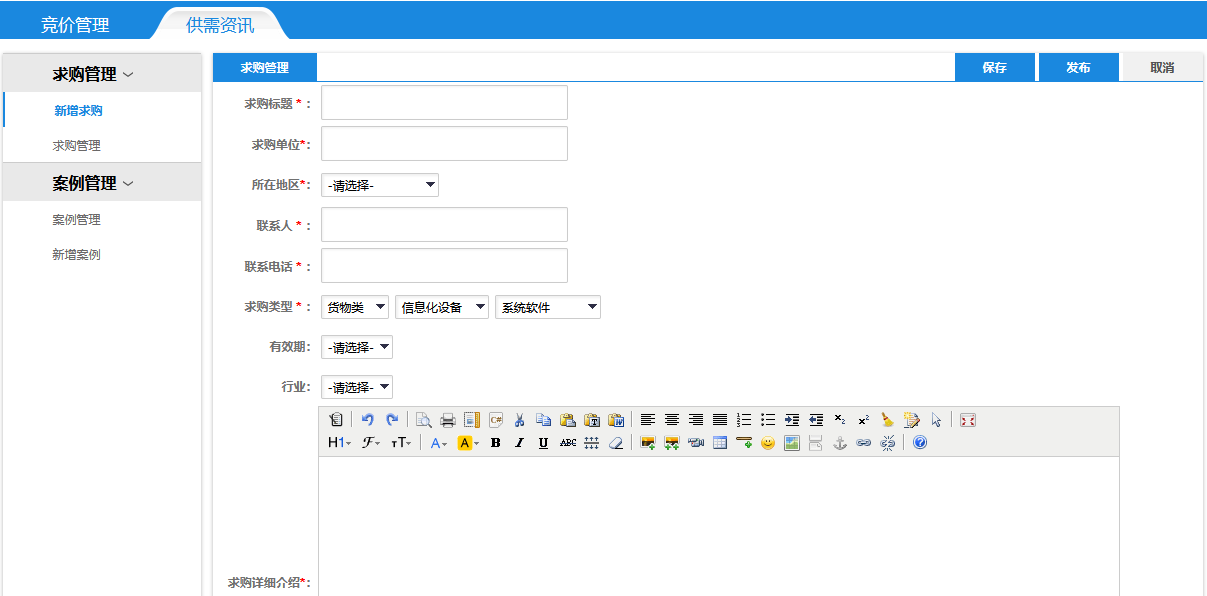 竞价管理 供需资讯
求购管理
新增求购
求购管理
案例管理
案例管理
新增案例
求购管理 保存 发布 取消
求购标题 * ：
求购单位*：
所在地区*： -请选择-
联系人 * ：
联系电话 * ：
求购类型 * ： 货物类 信息化设备 系统软件
有效期： -请选择-
行业： -请选择-
C#
H1 F тT A A B I U ABC
求购详细介绍*：